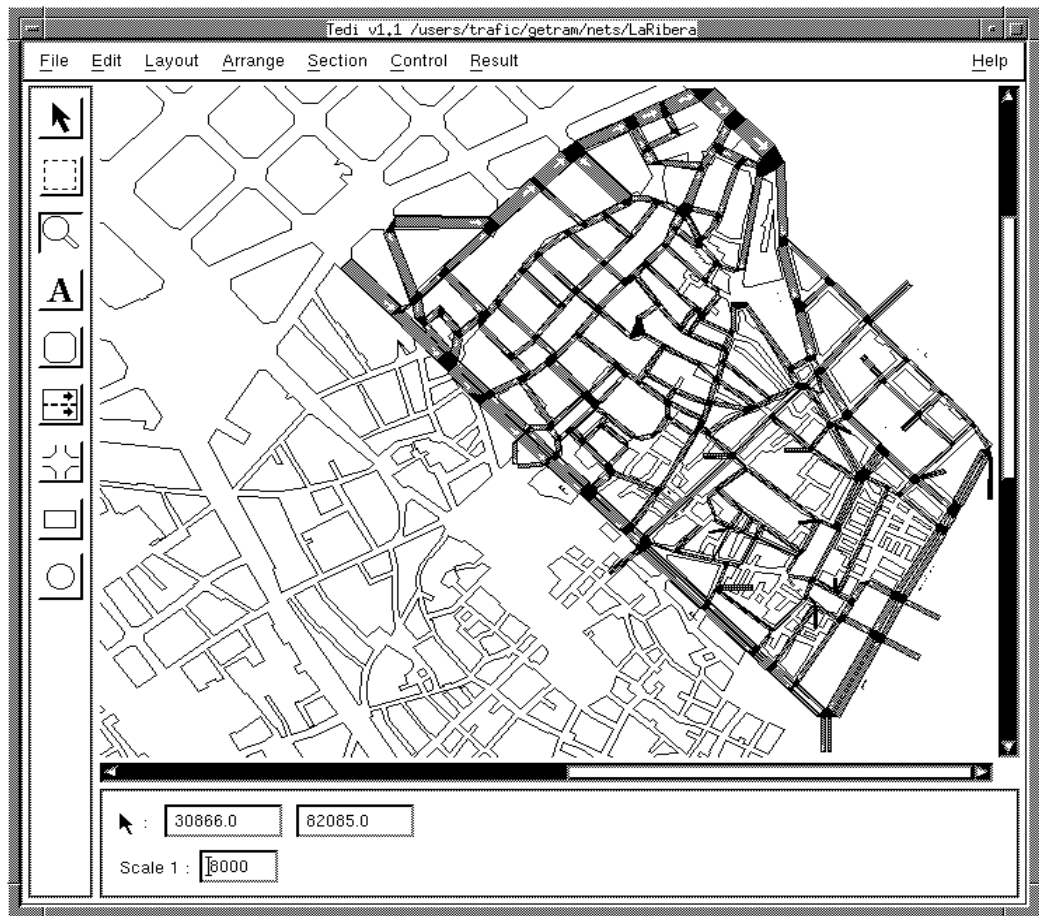 Tedi v1.1 /users/trafic/getram/nets/LaRibera
File Edit Layout Arrange Section Control Result Help
A
: 30866.0 82085.0
Scale 1 : 8000